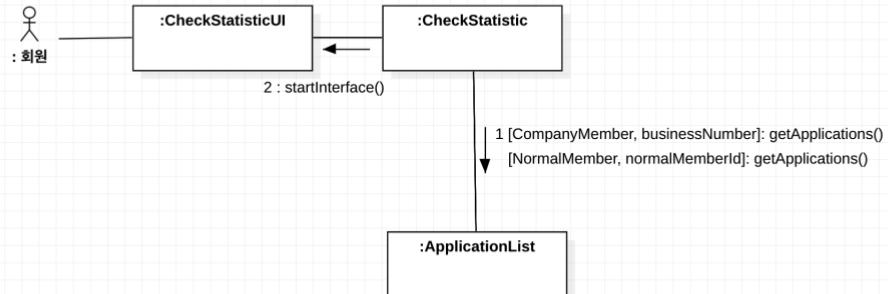 :CheckStatisticUI
:CheckStatistic
: 회원
2 : startInterface()
1 [CompanyMember, businessNumber]: getApplications()
[NormalMember, normalMemberId]: getApplications()
:ApplicationList